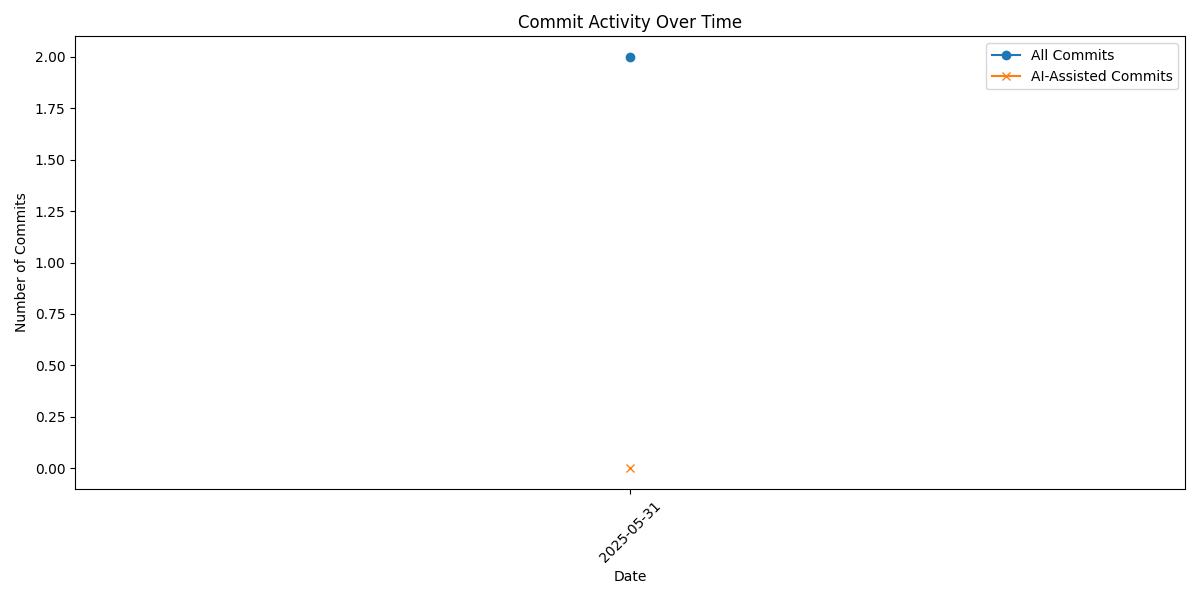 Commit Activity Over Time
All Commits
AI-Assisted Commits
Number of Commits
2.00
1.75
1.50
1.25
1.00
0.75
0.50
0.25
0.00
2025-05-31
Date